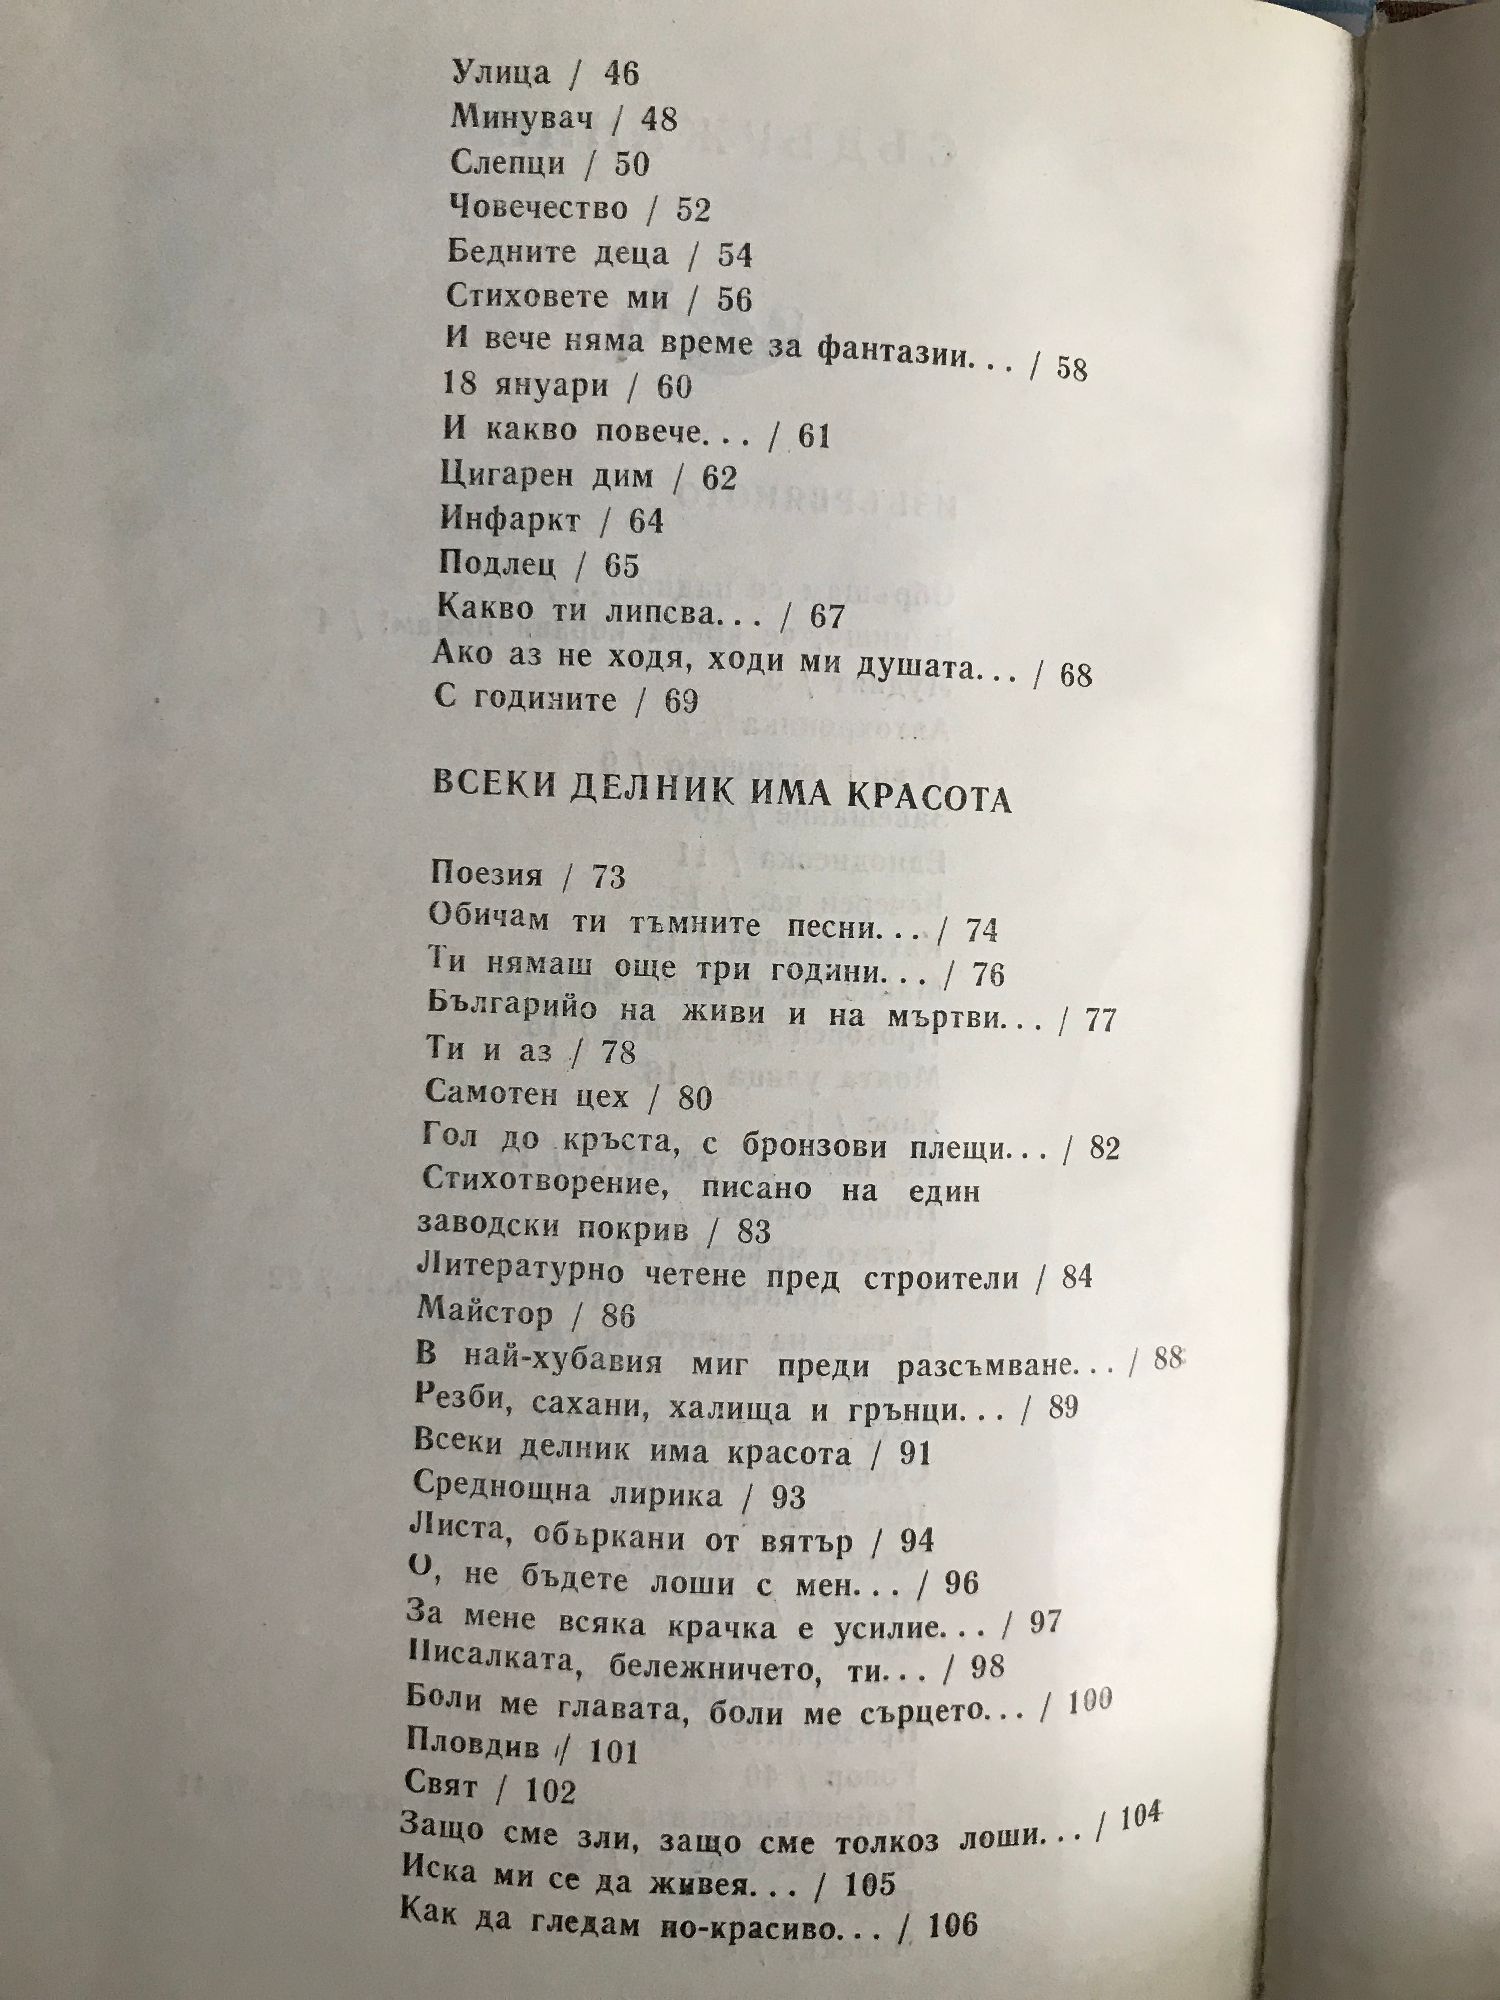 Улица / 46
Минувач / 48
Слепци / 50
Човечество / 52
Бедните деца / 54
Стиховете ми / 56
И вече няма време за фантазии... / 58
18 януари / 60
И какво повече... / 61
Цигарен дим / 62
Инфаркт / 64
Подлец / 65
Какво ти липсва... / 67
Ако аз не ходя, ходи ми душата... / 68
С годините / 69
ВСЕКИ ДЕЛНИК ИМА КРАСОТА
Поезия / 73
Обичам ти тъмните песни... / 74
Ти нямаш още три години... / 76
Българийо на живи и на мъртви... / 77
Ти и аз / 78
Самотен цех / 80
Гол до кръста, с бронзови плещи... / 82
Стихотворение, писано на един
заводски покрив / 83
Литературно четене пред строители / 84
Майстор / 86
В най-хубавия миг преди разсъмване... / 88
Резби, сахани, халища и грънци... / 89
Всеки делник има красота / 91
Среднощна лирика / 93
Листа, объркани от вятър / 94
О, не бъдете лоши с мен... / 96
За мене всяка крачка е усилие... / 97
Писалката, бележничето, ти... / 98
Боли ме главата, боли ме сърцето... / 100
Пловдив / 101
Свят / 102
Защо сме зли, защо сме толкоз лоши... / 104
Иска ми се да живея... / 105
Как да гледам по-красиво... / 106